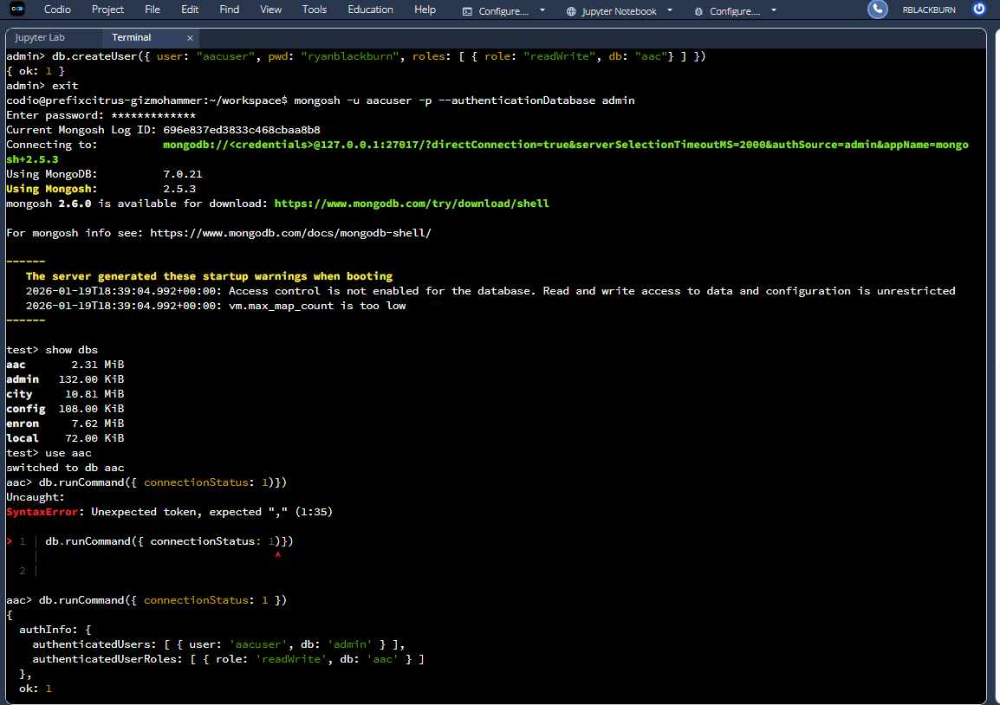 Codio Project File Edit Find View Tools Education Help Configure.... Jupyter Notebook Configure.... RBLACKBURN
Jupyter Lab Terminal ×
admin> db.createUser({ user: "aacuser", pwd: "ryanblackburn", roles: [ { role: "readWrite", db: "aac"} ] })
{ ok: 1 }
admin> exit
codio@prefixcitrus-gizmohammer:~/workspace$ mongosh -u aacuser -p --authenticationDatabase admin
Enter password: *************
Current Mongosh Log ID: 696e837ed3833c468cbaa8b8
Connecting to: mongodb://<credentials>@127.0.0.1:27017/?directConnection=true&serverSelectionTimeoutMS=2000&authSource=admin&appName=mongo
sh+2.5.3
Using MongoDB: 7.0.21
Using Mongosh: 2.5.3
mongosh 2.6.0 is available for download: https://www.mongodb.com/try/download/shell
For mongosh info see: https://www.mongodb.com/docs/mongodb-shell/
------
The server generated these startup warnings when booting
2026-01-19T18:39:04.992+00:00: Access control is not enabled for the database. Read and write access to data and configuration is unrestricted
2026-01-19T18:39:04.992+00:00: vm.max_map_count is too low
------
test> show dbs
aac 2.31 MiB
admin 132.00 KiB
city 10.81 MiB
config 108.00 KiB
enron 7.62 MiB
local 72.00 KiB
test> use aac
switched to db aac
aac> db.runCommand({ connectionStatus: 1)})
Uncaught:
SyntaxError: Unexpected token, expected "," (1:35)
> 1 | db.runCommand({ connectionStatus: 1)})
| ^
2 |
aac> db.runCommand({ connectionStatus: 1 })
{
authInfo: {
authenticatedUsers: [ { user: 'aacuser', db: 'admin' } ],
authenticatedUserRoles: [ { role: 'readWrite', db: 'aac' } ]
},
ok: 1